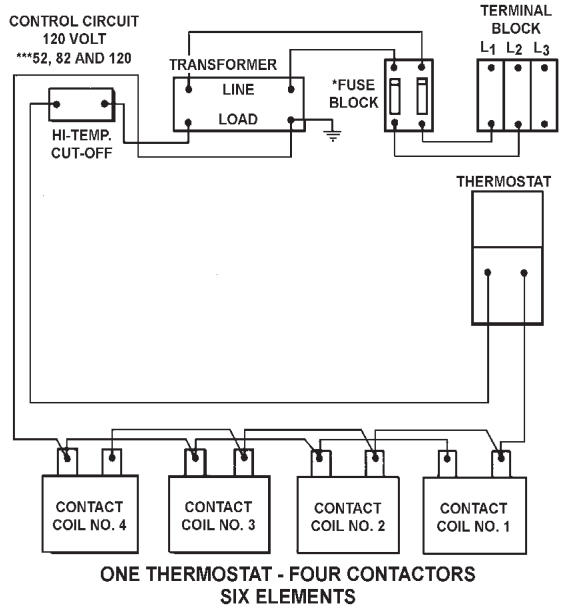 CONTROL CIRCUIT
120 VOLT
***52, 82 AND 120
TERMINAL
BLOCK
L1 L2 L3
TRANSFORMER
LINE
LOAD
*FUSE
BLOCK
HI-TEMP.
CUT-OFF
THERMOSTAT
CONTACT
COIL NO. 4
CONTACT
COIL NO. 3
CONTACT
COIL NO. 2
CONTACT
COIL NO. 1
ONE THERMOSTAT - FOUR CONTACTORS
SIX ELEMENTS